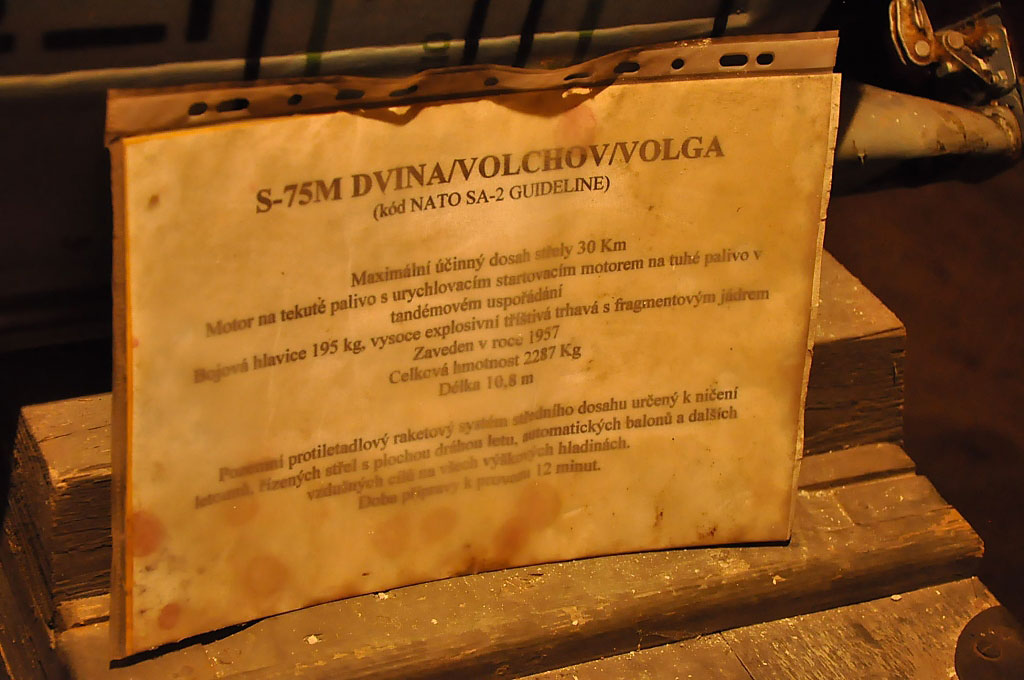 S-75M DVINA/VOLCHOV/VOLGA
(kód NATO SA-2 GUIDELINE)
Maximální účinný dosah střely 30 Km
Motor na tekuté palivo s urychlovacím startovacím motorem na tuhé palivo v
tandémovém uspořádání
Bojová hlavice 195 kg, vysoce explosivní tříštivá trhavá s fragmentovým jádrem
Zaveden v roce 1957
Celková hmotnost 2287 Kg
Délka 10,8 m
Pozemní protiletadlový raketový systém středního dosahu určený k ničení
letounů, řízených střel s plochou dráhou letu, automatických balonů a dalších
vzdušných cílů na všech výškových hladinách.
Doba přípravy k provozu 12 minut.